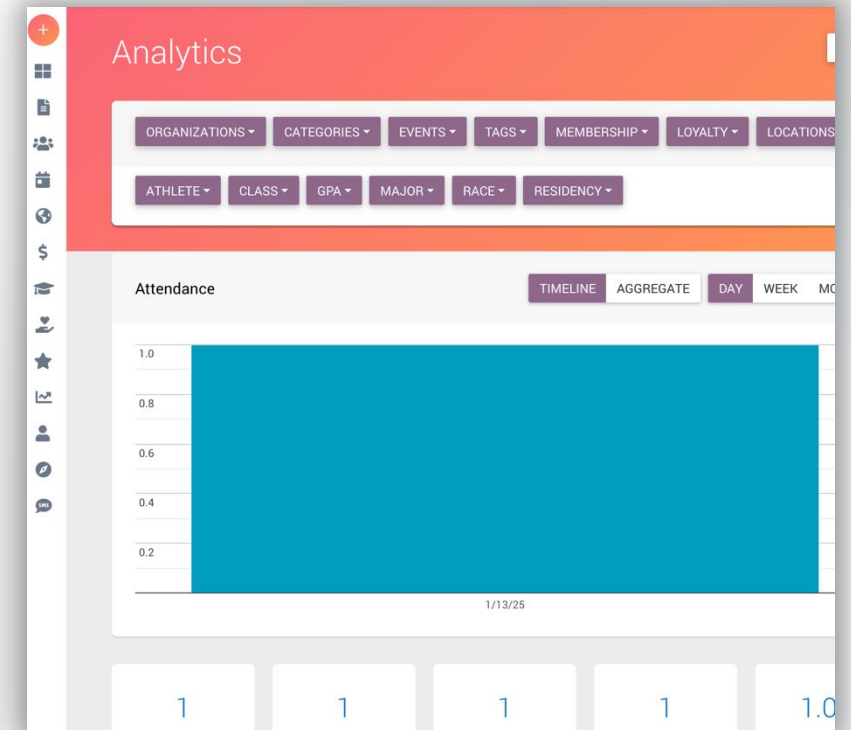 +
Analytics
ORGANIZATIONS CATEGORIES EVENTS TAGS MEMBERSHIP LOYALTY LOCATIONS
ATHLETE CLASS GPA MAJOR RACE RESIDENCY
Attendance TIMELINE AGGREGATE DAY WEEK MO
1.0
0.8
0.6
0.4
0.2
1/13/25
SMS
1 1 1 1 1.0